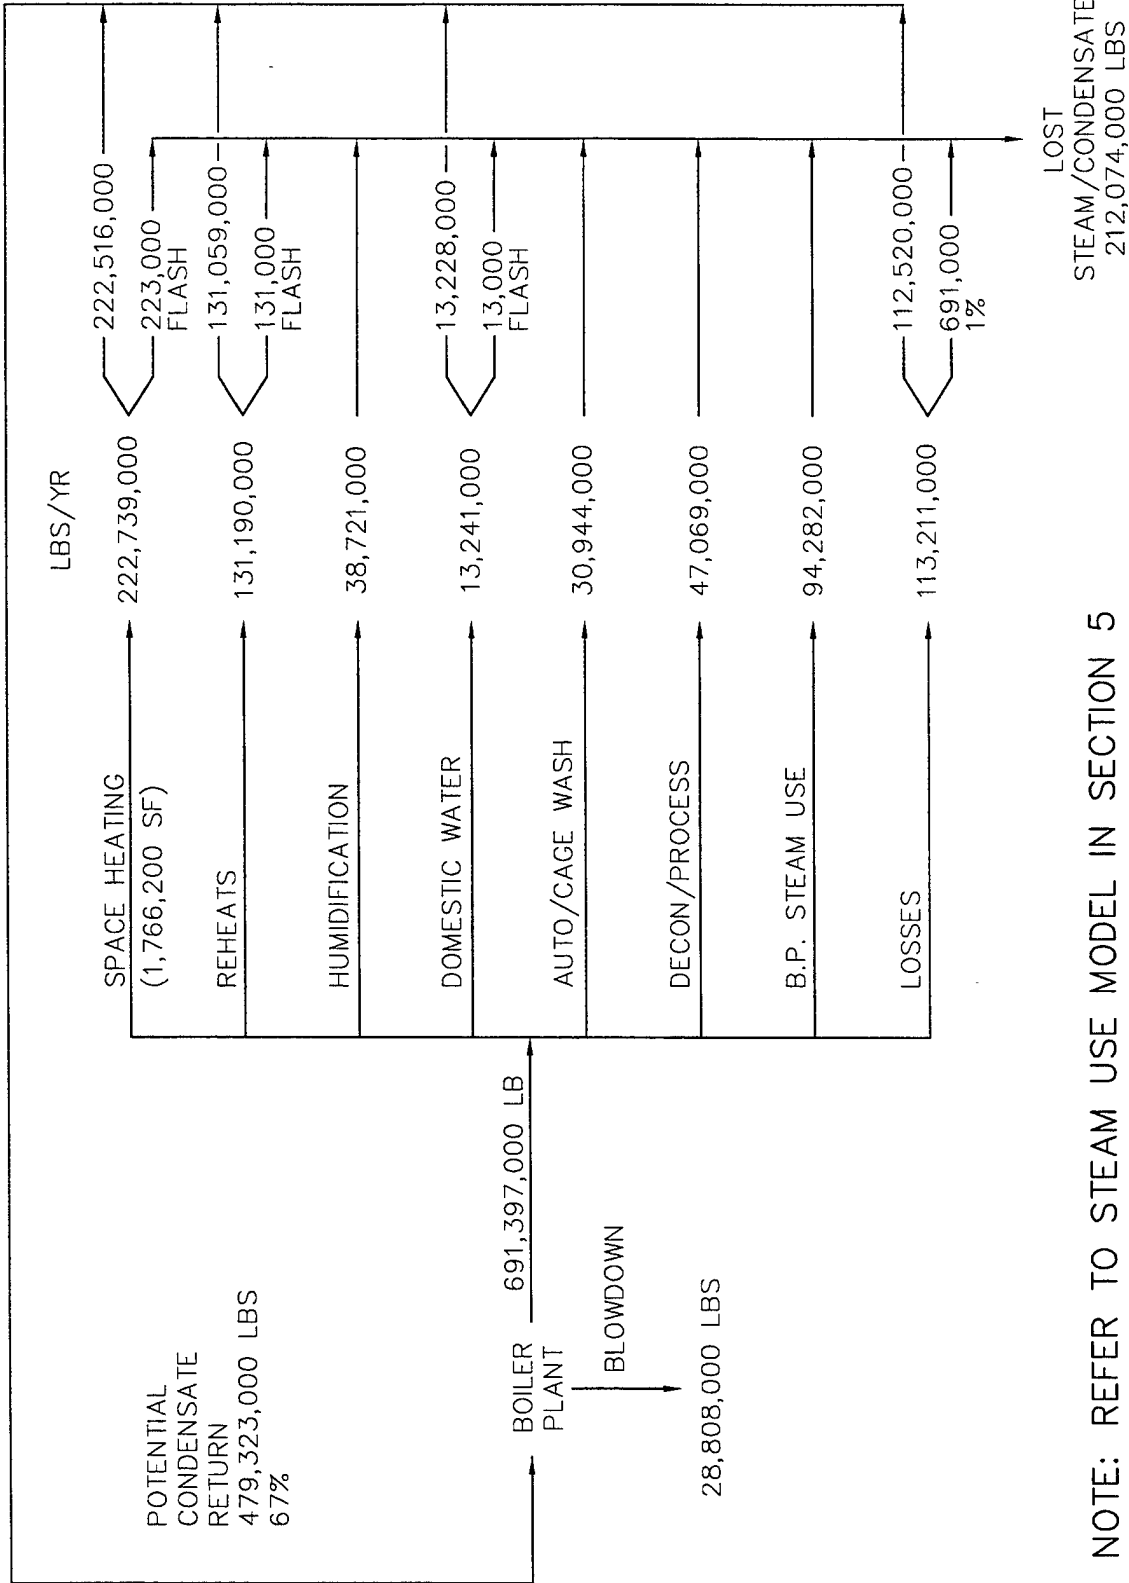 POTENTIAL
CONDENSATE
RETURN
479,323,000 LBS
67%
BOILER
PLANT
691,397,000 LB
BLOWDOWN
28,808,000 LBS
LBS/YR
SPACE HEATING
(1,766,200 SF)
222,739,000
222,516,000
223,000
FLASH
REHEATS
131,190,000
131,059,000
131,000
FLASH
HUMIDIFICATION
38,721,000
DOMESTIC WATER
13,241,000
13,228,000
13,000
FLASH
AUTO/CAGE WASH
30,944,000
DECON/PROCESS
47,069,000
B.P. STEAM USE
94,282,000
LOSSES
113,211,000
112,520,000
691,000
1%
LOST
STEAM/CONDENSATE
212,074,000 LBS
NOTE: REFER TO STEAM USE MODEL IN SECTION 5